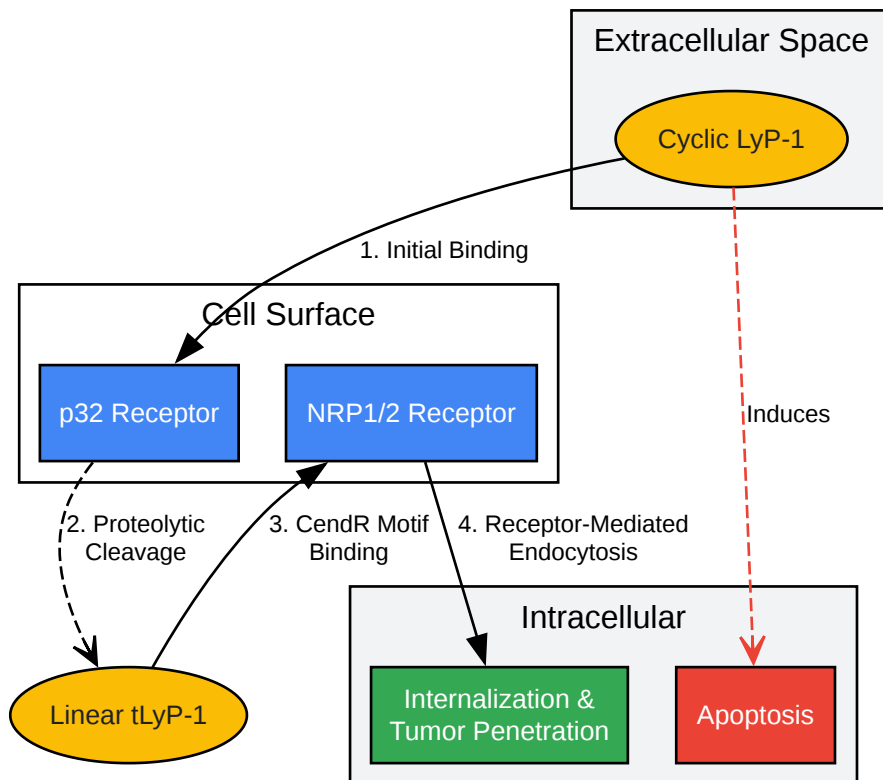 Extracellular Space
Cyclic LyP-1
1. Initial Binding
Cell Surface
p32 Receptor
NRP1/2 Receptor
Induces
2. Proteolytic
Cleavage
3. CendR Motif
Binding
4. Receptor-Mediated
Endocytosis
Intracellular
Linear tLyP-1
Internalization &
Tumor Penetration
Apoptosis